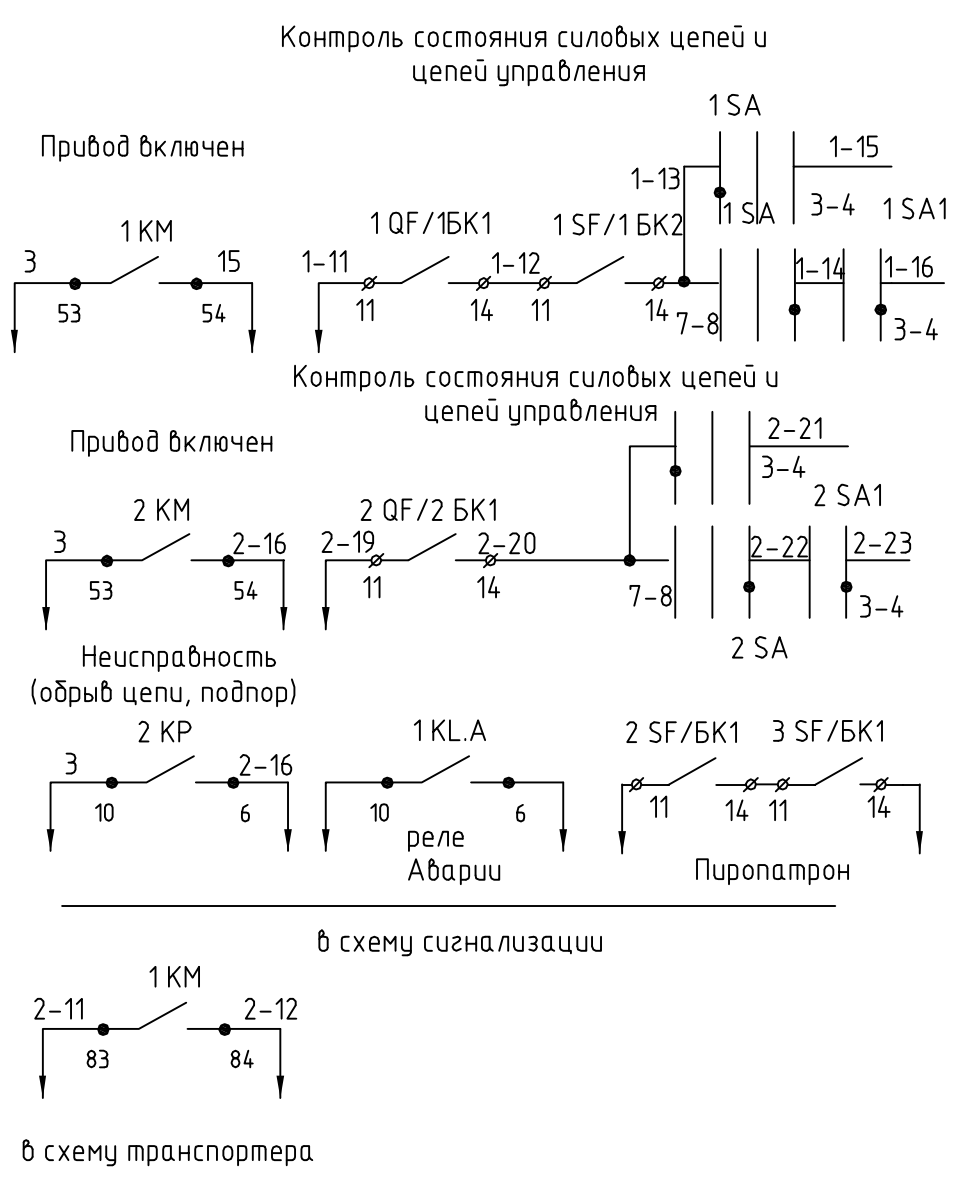 Контроль состояния силовых цепей и
цепей управления
1 SA
Привод включен
1-15
1-13
3-4
1 SA
1 SA1
1 KM
1 QF/1БК1
1 SF/1 БК2
3
15
1-11
1-12
1-14
1-16
53
54
11
14
11
14
7-8
3-4
Контроль состояния силовых цепей и
цепей управления
Привод включен
2-21
3-4
2 SA1
2 KM
2 QF/2 БК1
3
2-16
2-19
2-20
2-22
2-23
53
54
11
14
7-8
3-4
2 SA
Неисправность
(обрыв цепи, подпор)
2 KP
1 KL.A
2 SF/БК1
3 SF/БК1
3
2-16
10
6
10
6
11
14
11
14
реле
Аварии
Пиропатрон
в схему сигнализации
1 KM
2-11
2-12
83
84
в схему транспортера